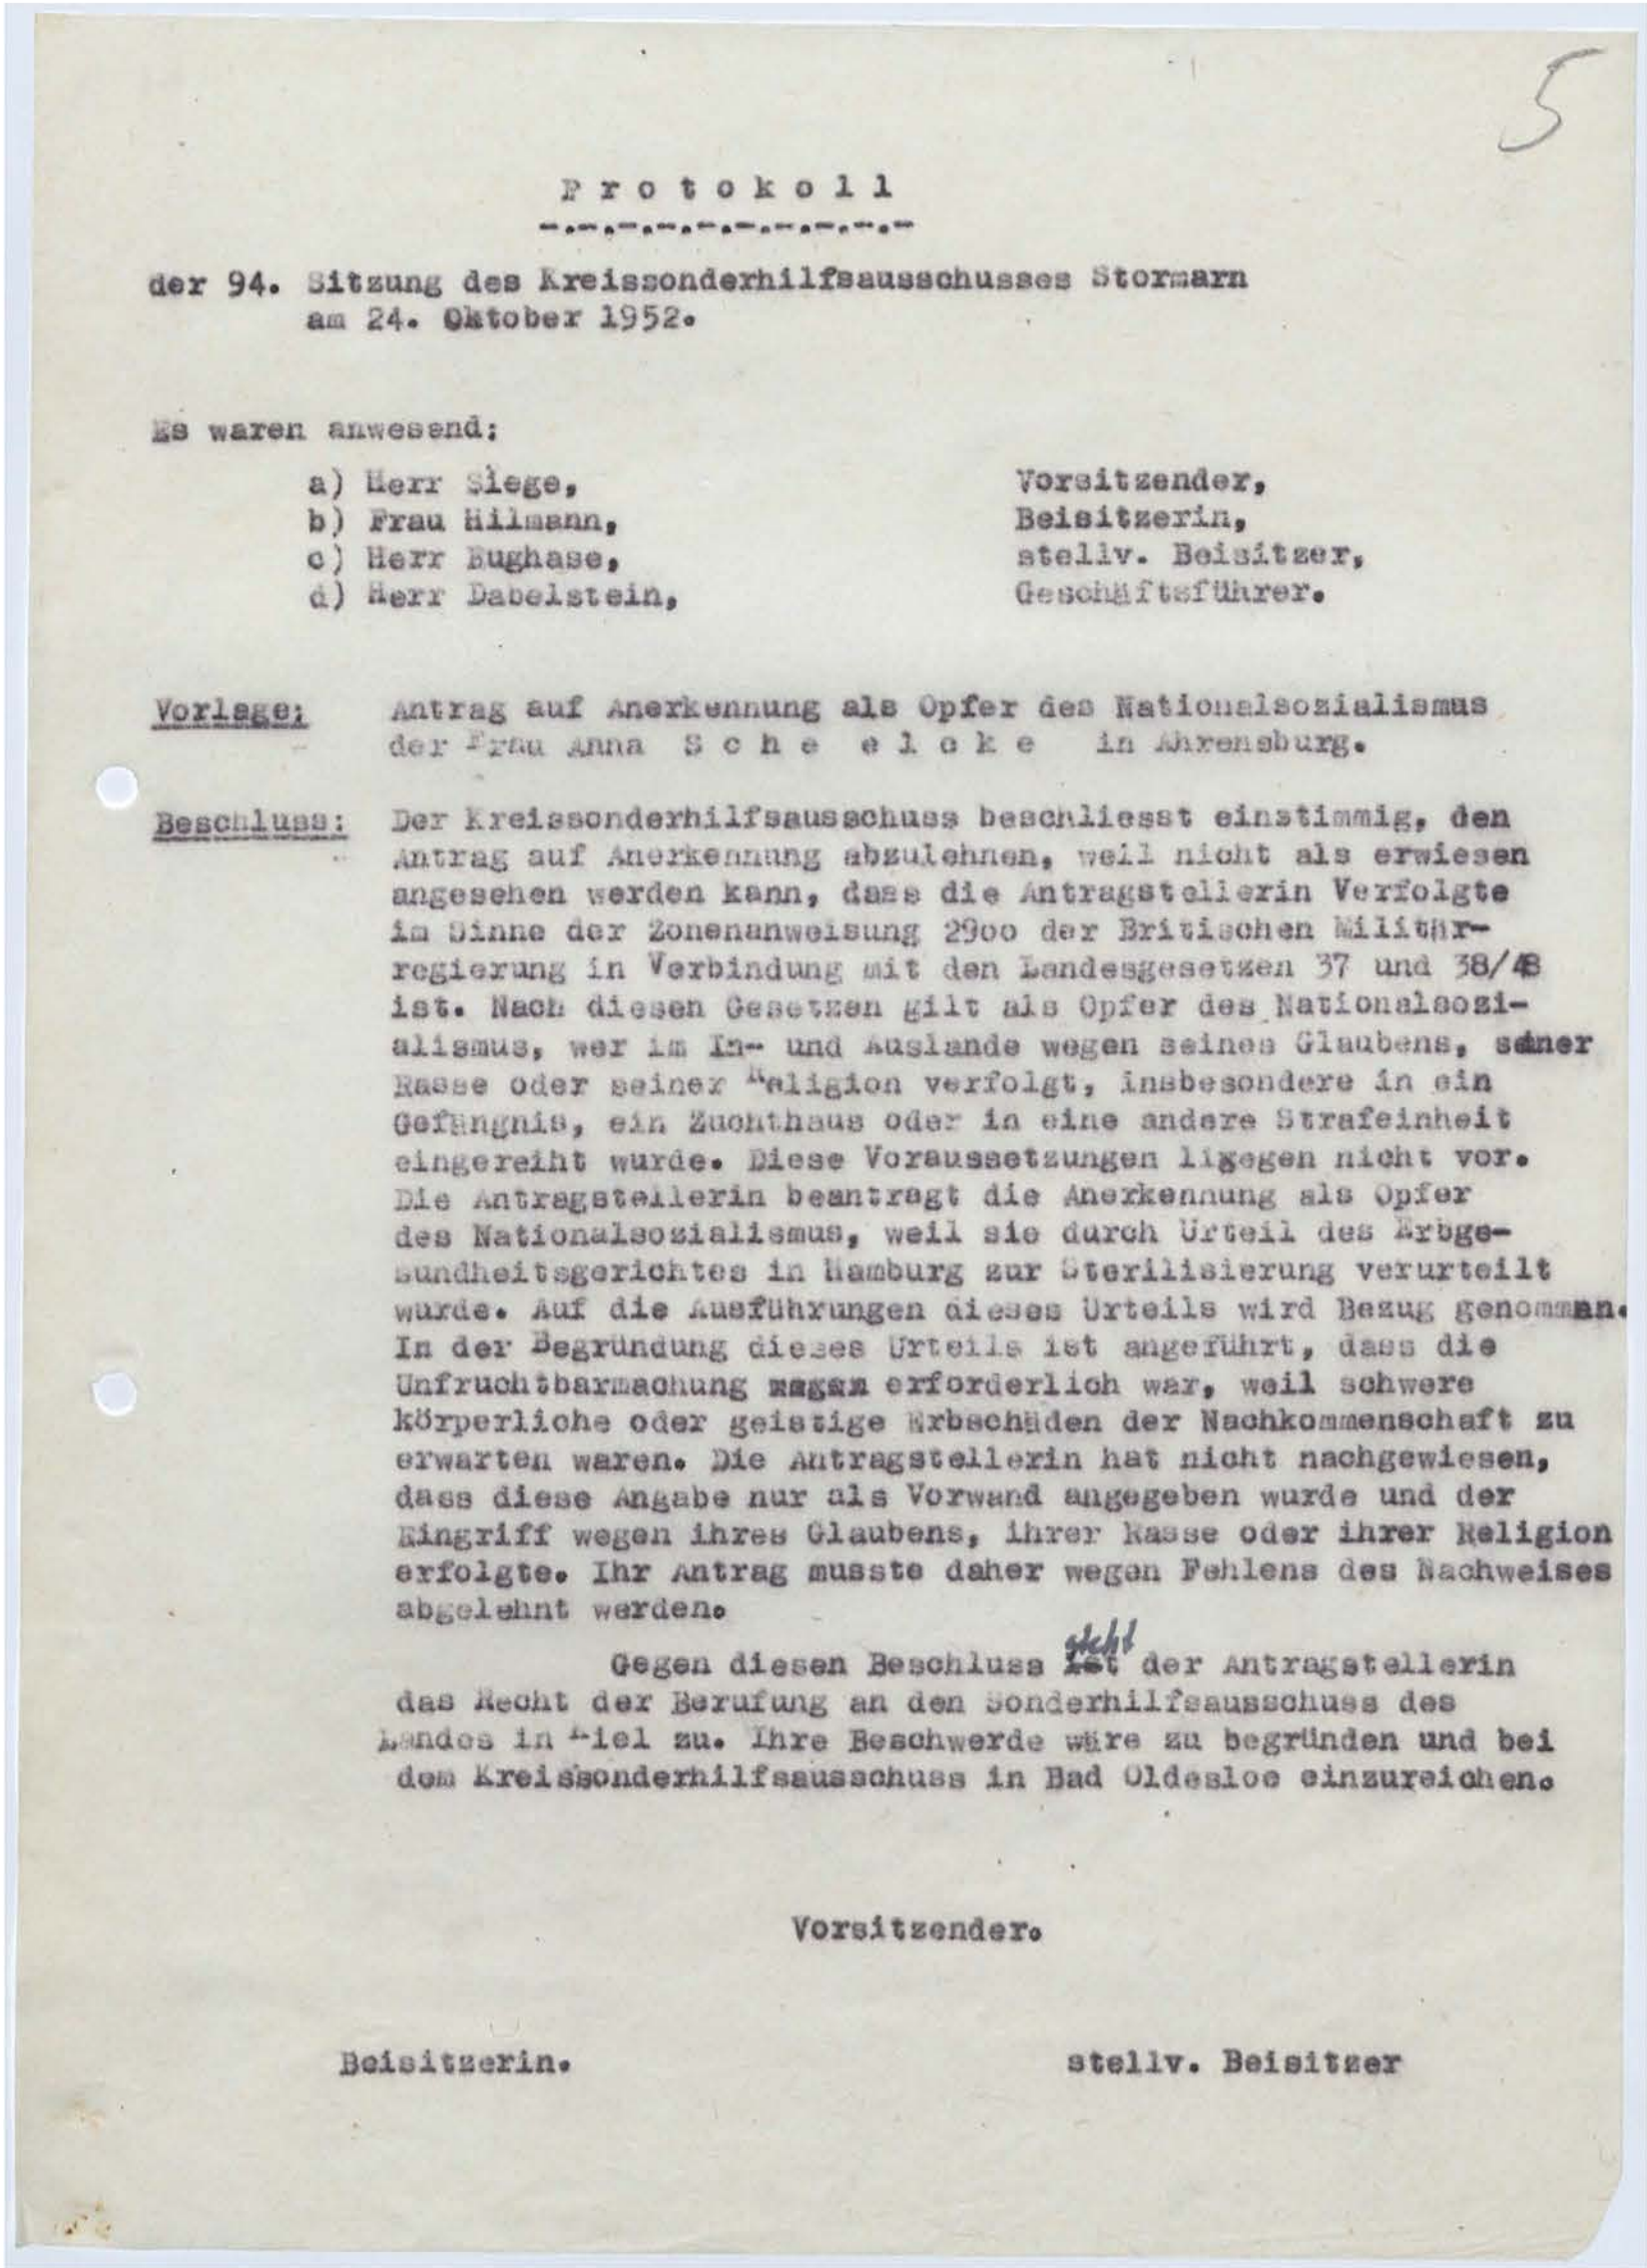 5
P r o t o k o l l
-.-.-.-.-.-.-.-.-.-
der 94. Sitzung des Kreissonderhilfsausschusses Stormarn
am 24. Oktober 1952.
Es waren anwesend:
a) Herr Siege, Vorsitzender,
b) Frau Hilmann, Beisitzerin,
c) Herr Bughase, stellv. Beisitzer,
d) Herr Dabelstein, Geschäftsführer.
Vorlage: Antrag auf Anerkennung als Opfer des Nationalsozialismus
der Frau Anna S c h e e l c k e in Ahrensburg.
Beschluss: Der Kreissonderhilfsausschuss beschliesst einstimmig, den
Antrag auf Anerkennung abzulehnen, weil nicht als erwiesen
angesehen werden kann, dass die Antragstellerin Verfolgte
im Sinne der Zonenanweisung 2900 der Britischen Militär-
regierung in Verbindung mit den Landesgesetzen 37 und 38/48
ist. Nach diesen Gesetzen gilt als Opfer des Nationalsozi-
alismus, wer im In- und Auslande wegen seines Glaubens, seiner
Rasse oder seiner Religion verfolgt, insbesondere in ein
Gefängnis, ein Zuchthaus oder in eine andere Strafeinheit
eingereiht wurde. Diese Voraussetzungen ligegen nicht vor.
Die Antragstellerin beantragt die Anerkennung als Opfer
des Nationalsozialismus, weil sie durch Urteil des Erbge-
sundheitsgerichtes in Hamburg zur Sterilisierung verurteilt
wurde. Auf die Ausführungen dieses Urteils wird Bezug genomman.
In der Begründung dieses Urteils ist angeführt, dass die
Unfruchtbarmachung erforderlich war, weil schwere
körperliche oder geistige Erbschäden der Nachkommenschaft zu
erwarten waren. Die Antragstellerin hat nicht nachgewiesen,
dass diese Angabe nur als Vorwand angegeben wurde und der
Eingriff wegen ihres Glaubens, ihrer Rasse oder ihrer Religion
erfolgte. Ihr Antrag musste daher wegen Fehlens des Nachweises
abgelehnt werden.
steht
Gegen diesen Beschluss ist der Antragstellerin
das Recht der Berufung an den Sonderhilfsausschuss des
Landes in Kiel zu. Ihre Beschwerde wäre zu begründen und bei
dem Kreissonderhilfsausschuss in Bad Oldesloe einzureichen.
Vorsitzender.
Beisitzerin. stellv. Beisitzer